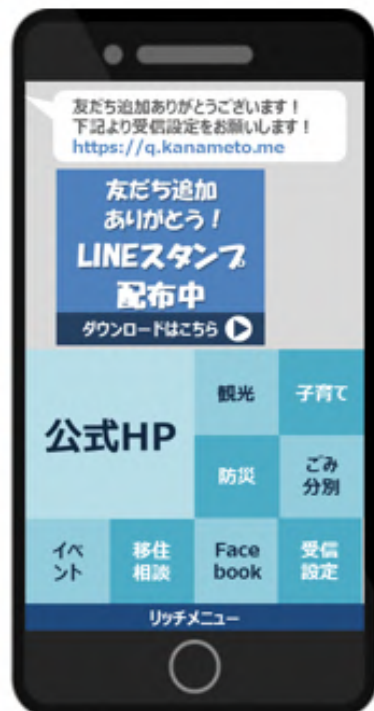 友だち追加ありがとうございます！
下記より受信設定をお願いします！
https://q.kanameto.me
友だち追加
ありがとう！
LINEスタンプ
配布中
ダウンロードはこちら
公式HP
観光
子育て
防災
ごみ
分別
イベ
ント
移住
相談
Face
book
受信
設定
リッチメニュー